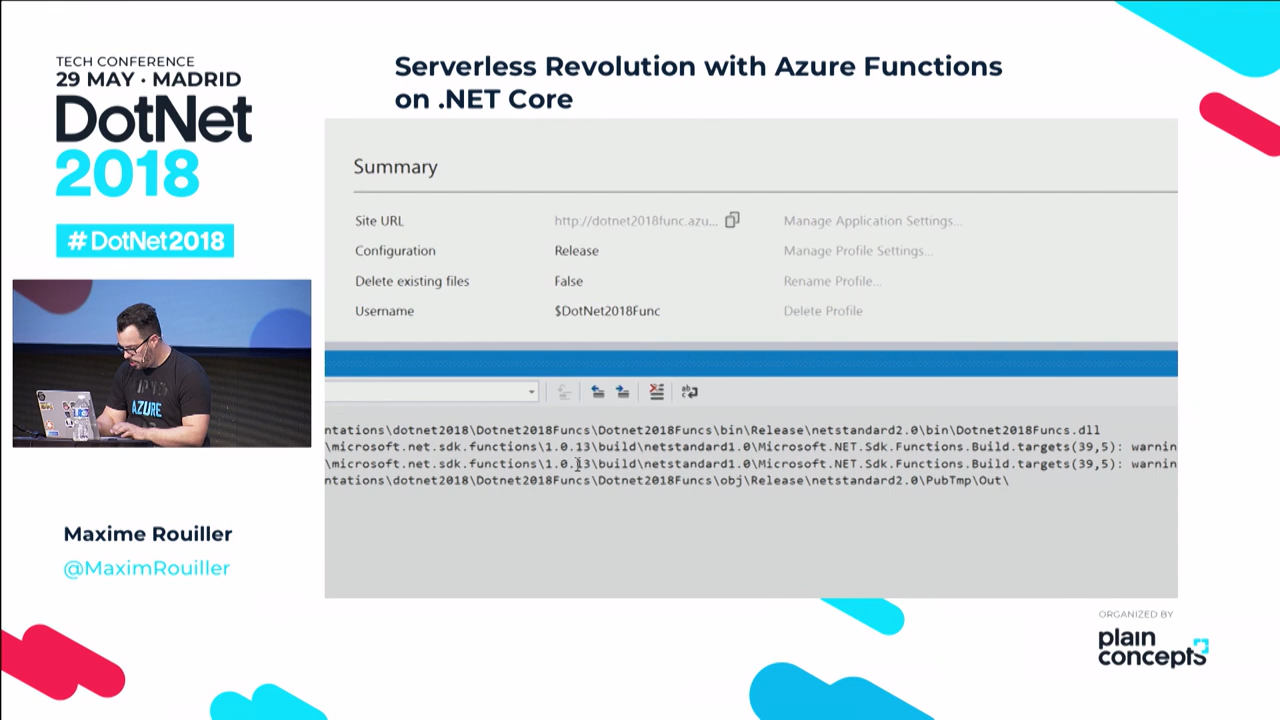 TECH CONFERENCE
29 MAY · MADRID
DotNet
2018
#DotNet2018
Serverless Revolution with Azure Functions
on .NET Core
Summary
Site URL http://dotnet2018func.azu... Manage Application Settings...
Configuration Release Manage Profile Settings...
Delete existing files False Rename Profile...
Username $DotNet2018Func Delete Profile
ntations\dotnet2018\Dotnet2018Funcs\Dotnet2018Funcs\bin\Release\netstandard2.0\bin\Dotnet2018Funcs.dll
\microsoft.net.sdk.functions\1.0.13\build\netstandard1.0\Microsoft.NET.Sdk.Functions.Build.targets(39,5): warnin
\microsoft.net.sdk.functions\1.0.13\build\netstandard1.0\Microsoft.NET.Sdk.Functions.Build.targets(39,5): warnin
ntations\dotnet2018\Dotnet2018Funcs\Dotnet2018Funcs\obj\Release\netstandard2.0\PubTmp\Out\
AZURE
Maxime Rouiller
@MaximRouiller
ORGANIZED BY
plain
concepts